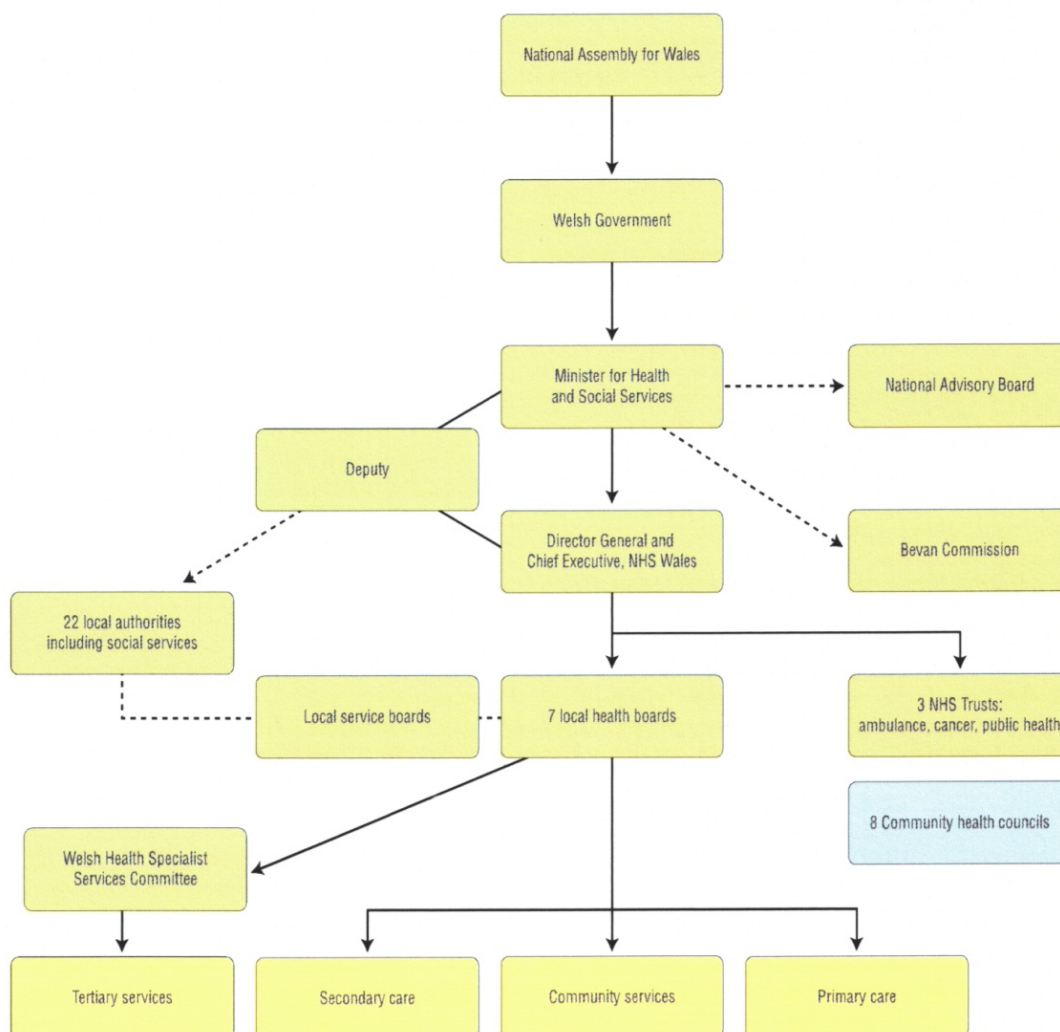 National Assembly for Wales
Welsh Government
Minister for Health
and Social Services
National Advisory Board
Deputy
Director General and
Chief Executive, NHS Wales
Bevan Commission
22 local authorities
including social services
Local service boards
7 local health boards
3 NHS Trusts:
ambulance, cancer, public health
8 Community health councils
Welsh Health Specialist
Services Committee
Tertiary services
Secondary care
Community services
Primary care